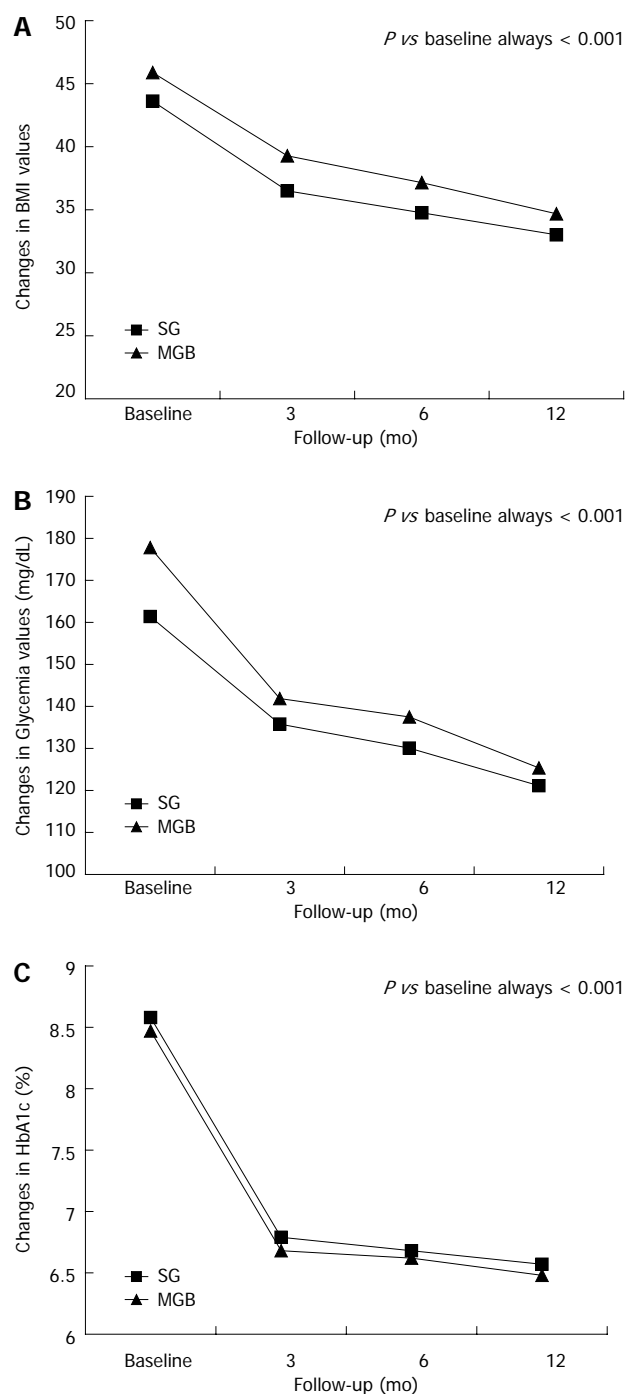 A
P vs baseline always < 0.001
Changes in BMI values
50
45
40
35
30
25
20
SG
MGB
Baseline 3 6 12
Follow-up (mo)
B
P vs baseline always < 0.001
Changes in Glycemia values (mg/dL)
190
180
170
160
150
140
130
120
110
100
SG
MGB
Baseline 3 6 12
Follow-up (mo)
C
P vs baseline always < 0.001
Changes in HbA1c (%)
9
8.5
8
7.5
7
6.5
6
SG
MGB
Baseline 3 6 12
Follow-up (mo)